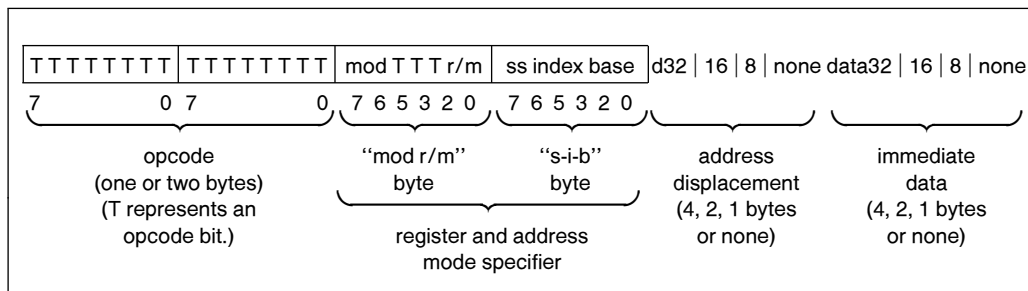 T T T T T T T T T T T T T T T T mod T T T r/m ss index base d32 | 16 | 8 | none data32 | 16 | 8 | none
7 0 7 0 7 6 5 3 2 0 7 6 5 3 2 0
opcode
(one or two bytes)
(T represents an
opcode bit.)
“mod r/m”
byte
“s-i-b”
byte
register and address
mode specifier
address
displacement
(4, 2, 1 bytes
or none)
immediate
data
(4, 2, 1 bytes
or none)